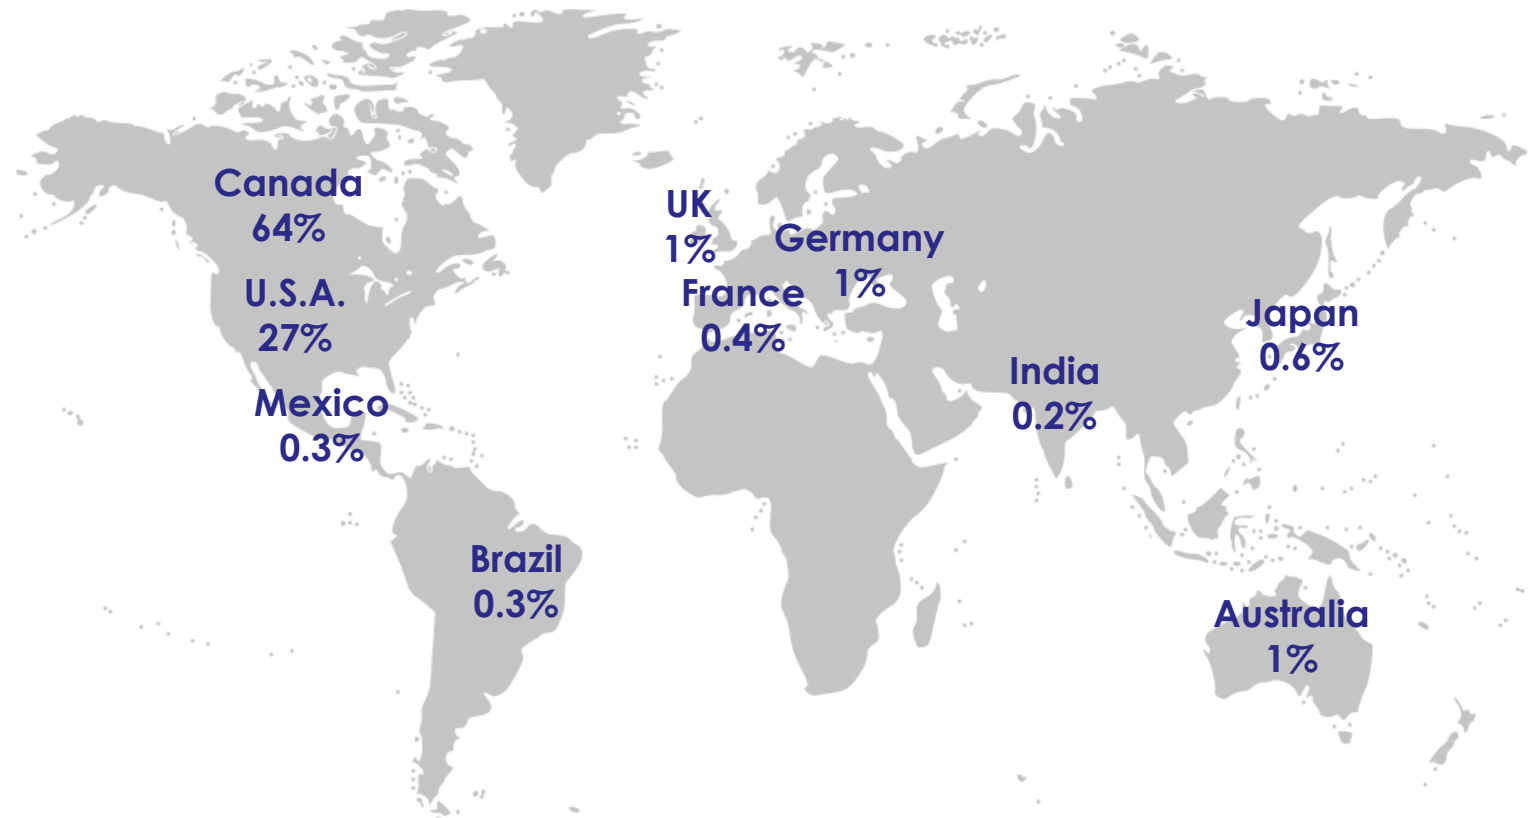 Canada
64%
U.S.A.
27%
Mexico
0.3%
Brazil
0.3%
UK
1%
Germany
1%
France
0.4%
India
0.2%
Japan
0.6%
Australia
1%